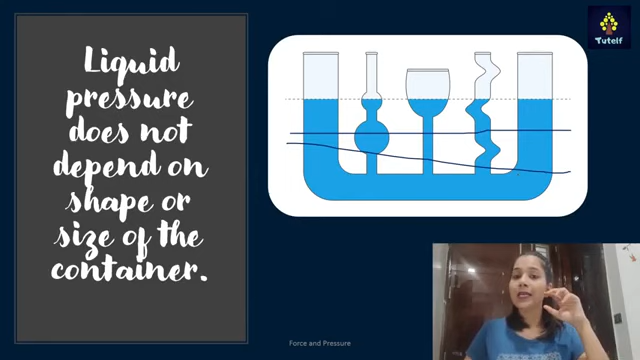 Liquid
pressure
does not
depend on
shape or
size of the
container.
Tutelf
Force and Pressure